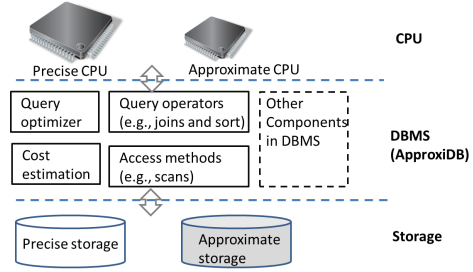 CPU
Precise CPU
Approximate CPU
Query
optimizer
Query operators
(e.g., joins and sort)
Other
Components
in DBMS
DBMS
(ApproxiDB)
Cost
estimation
Access methods
(e.g., scans)
Precise storage
Approximate
storage
Storage